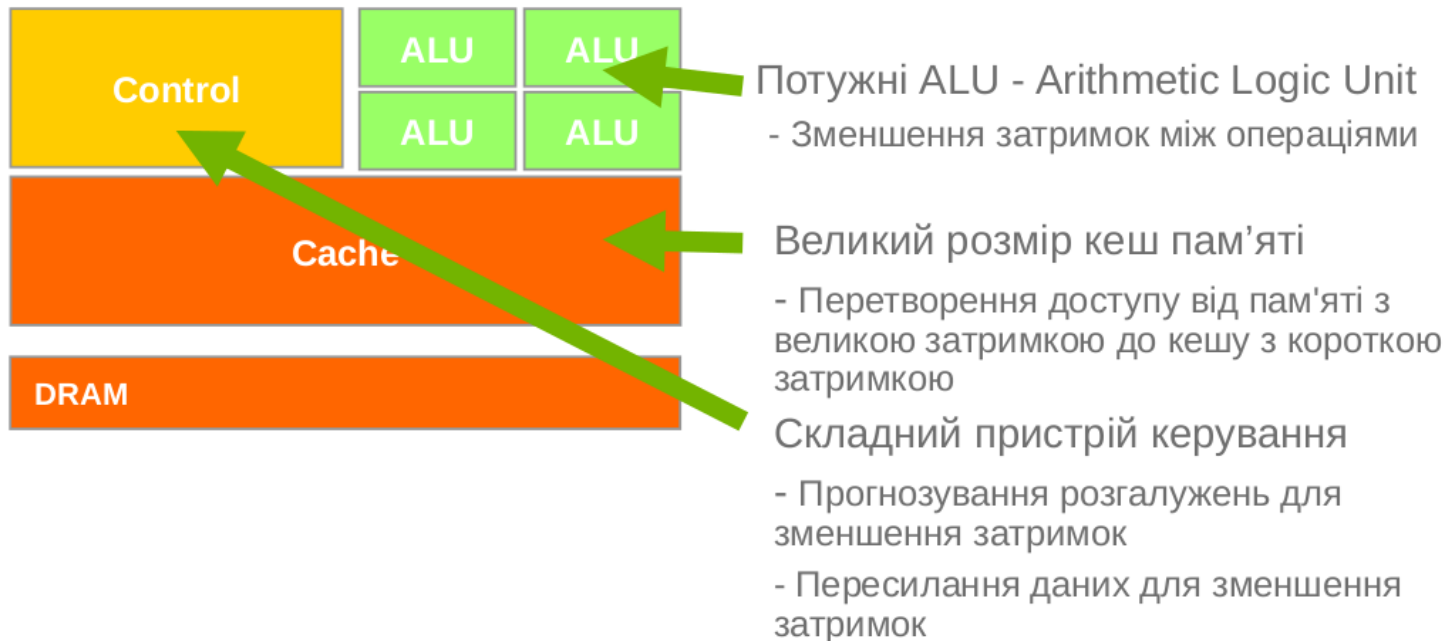 Control
ALU
ALU
ALU
ALU
Cache
DRAM
Потужні ALU - Arithmetic Logic Unit
- Зменшення затримок між операціями
Великий розмір кеш пам’яті
- Перетворення доступу від пам'яті з
великою затримкою до кешу з короткою
затримкою
Складний пристрій керування
- Прогнозування розгалужень для
зменшення затримок
- Пересилання даних для зменшення
затримок